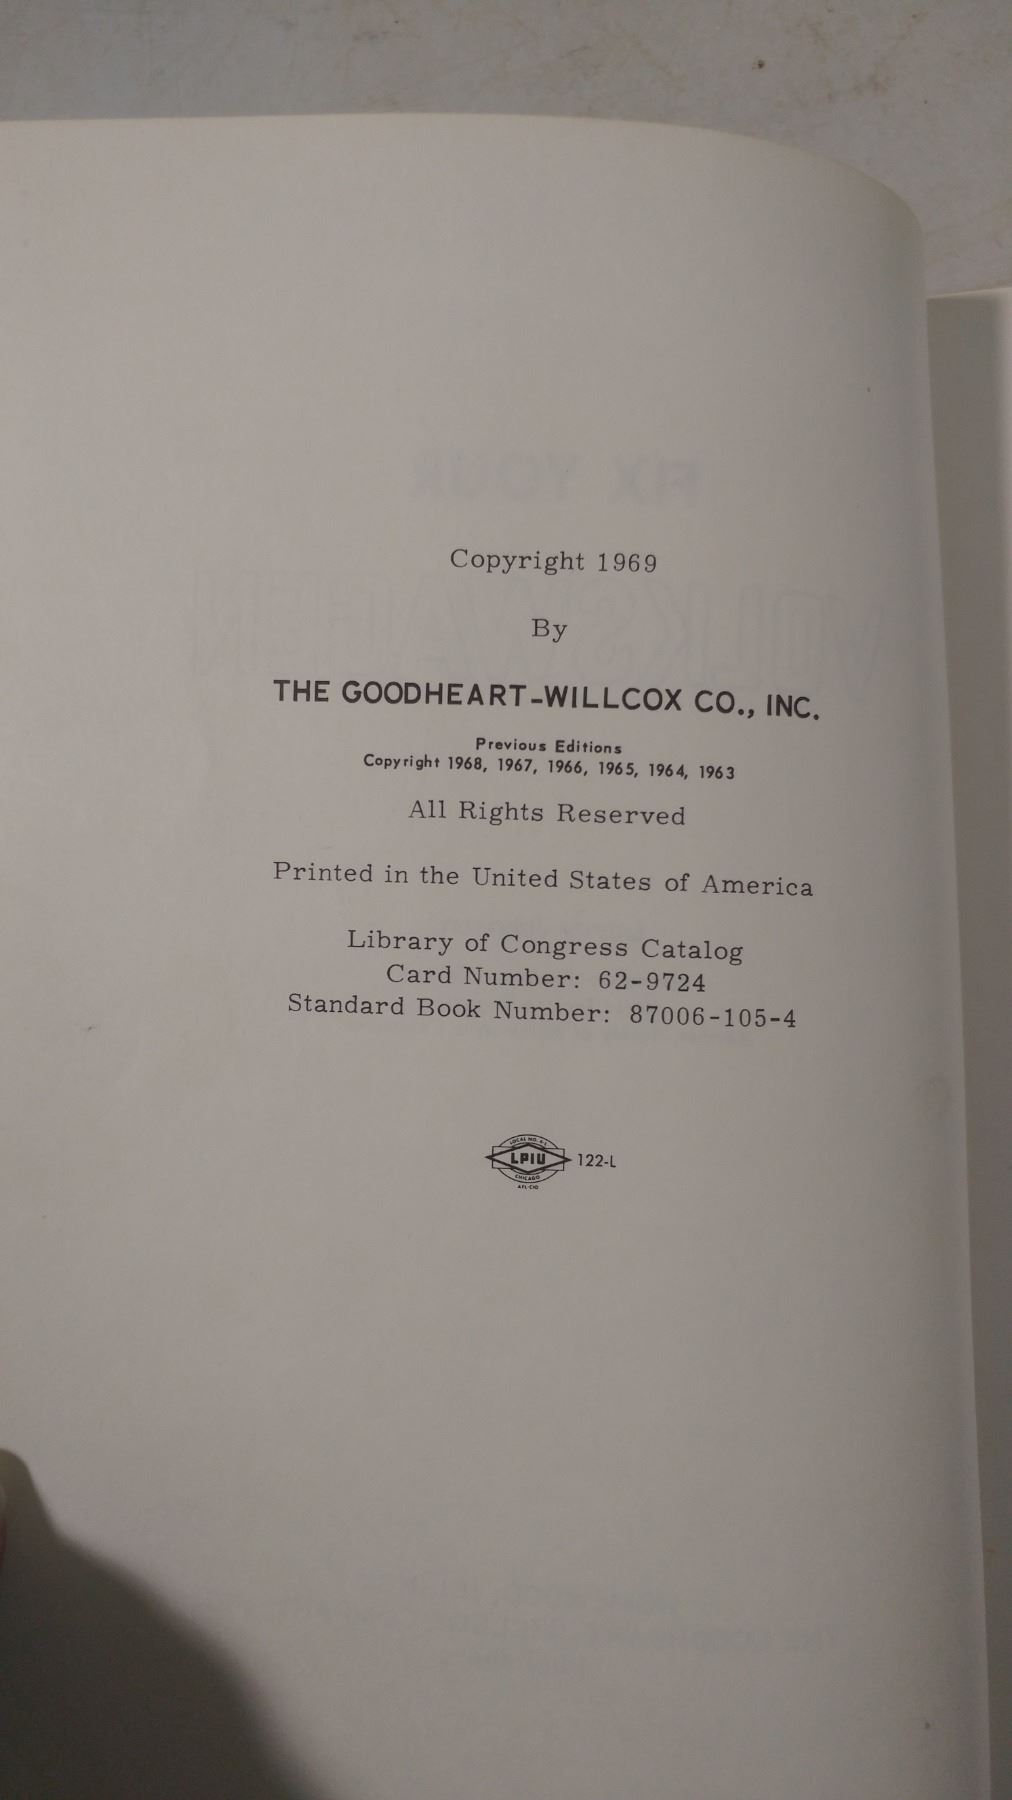 Copyright 1969
By
THE GOODHEART-WILLCOX CO., INC.
Previous Editions
Copyright 1968, 1967, 1966, 1965, 1964, 1963
All Rights Reserved
Printed in the United States of America
Library of Congress Catalog
Card Number: 62-9724
Standard Book Number: 87006-105-4
LPIU 122-L
CHICAGO
AFL-CIO